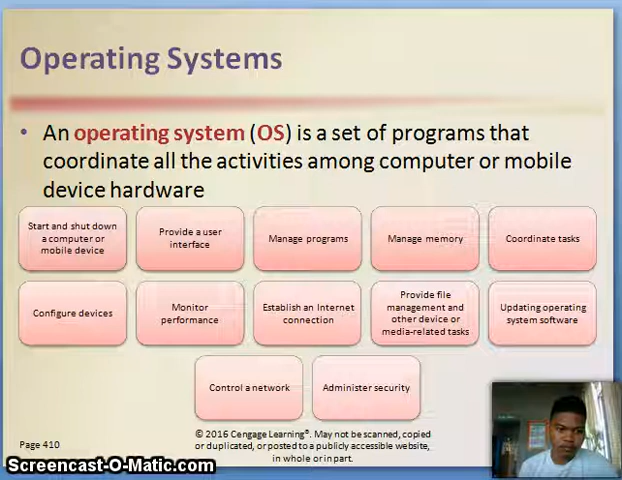 Operating Systems
• An operating system (OS) is a set of programs that
coordinate all the activities among computer or mobile
device hardware
Start and shut down
a computer or
mobile device
Provide a user
interface
Manage programs
Manage memory
Coordinate tasks
Configure devices
Monitor
performance
Establish an Internet
connection
Provide file
management and
other device or
media-related tasks
Updating operating
system software
Control a network
Administer security
Page 410
© 2016 Cengage Learning®. May not be scanned, copied
or duplicated, or posted to a publicly accessible website,
in whole or in part.
Screencast-O-Matic.com